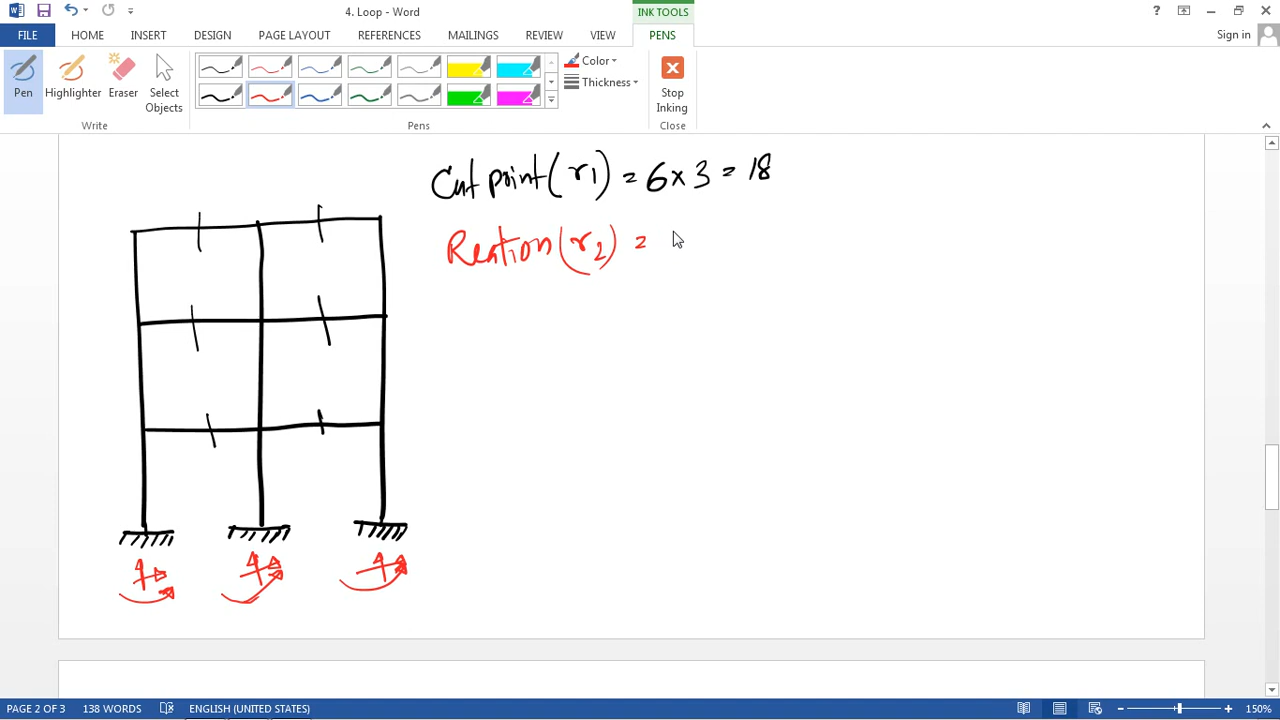 4. Loop - Word
INK TOOLS
? 
Sign in
FILE HOME INSERT DESIGN PAGE LAYOUT REFERENCES MAILINGS REVIEW VIEW PENS
Pen Highlighter Eraser Select Objects
Color
Thickness
Stop Inking
Write Pens Close
Cut point (r1) = 6 x 3 = 18
Reation (r2) =
PAGE 2 OF 3 138 WORDS ENGLISH (UNITED STATES) 150%